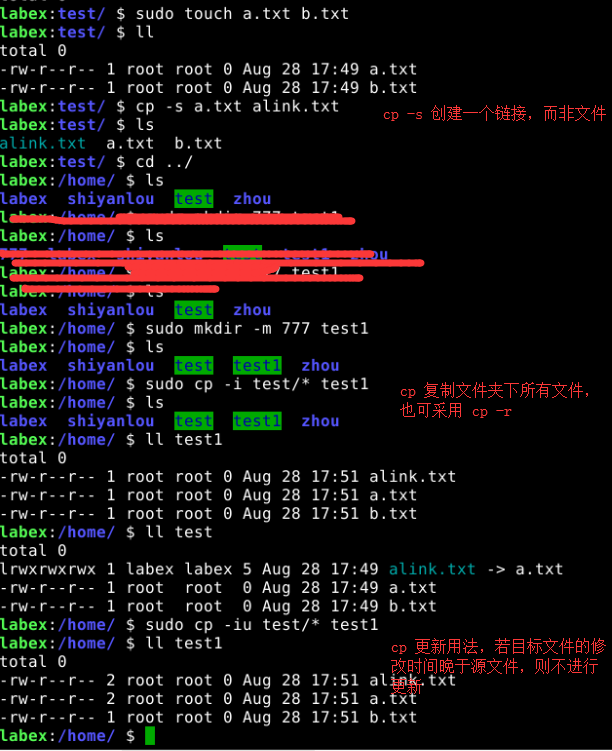 labex:test/ $ sudo touch a.txt b.txt
labex:test/ $ ll
total 0
-rw-r--r-- 1 root root 0 Aug 28 17:49 a.txt
-rw-r--r-- 1 root root 0 Aug 28 17:49 b.txt
labex:test/ $ cp -s a.txt alink.txt
cp -s 创建一个链接，而非文件
labex:test/ $ ls
alink.txt  a.txt  b.txt
labex:test/ $ cd ../
labex:/home/ $ ls
labex  shiyanlou  test  zhou
labex:/home/ $ ls
labex:/home/
test1
ls
labex  shiyanlou  test  zhou
labex:/home/ $ sudo mkdir -m 777 test1
labex:/home/ $ ls
labex  shiyanlou  test  test1  zhou
labex:/home/ $ sudo cp -i test/* test1
cp 复制文件夹下所有文件，
也可采用 cp -r
labex:/home/ $ ls
labex  shiyanlou  test  test1  zhou
labex:/home/ $ ll test1
total 0
-rw-r--r-- 1 root root 0 Aug 28 17:51 alink.txt
-rw-r--r-- 1 root root 0 Aug 28 17:51 a.txt
-rw-r--r-- 1 root root 0 Aug 28 17:51 b.txt
labex:/home/ $ ll test
total 0
lrwxrwxrwx 1 labex labex 5 Aug 28 17:49 alink.txt -> a.txt
-rw-r--r-- 1 root  root  0 Aug 28 17:49 a.txt
-rw-r--r-- 1 root  root  0 Aug 28 17:49 b.txt
labex:/home/ $ sudo cp -iu test/* test1
labex:/home/ $ ll test1
cp 更新用法，若目标文件的修
改时间晚于源文件，则不进行
更新
total 0
-rw-r--r-- 2 root root 0 Aug 28 17:51 alink.txt
-rw-r--r-- 2 root root 0 Aug 28 17:51 a.txt
-rw-r--r-- 1 root root 0 Aug 28 17:51 b.txt
labex:/home/ $